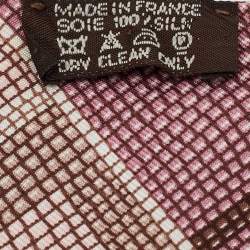 MADE IN FRANCE
SOIE 100% SILK
DRY CLEAN ONLY